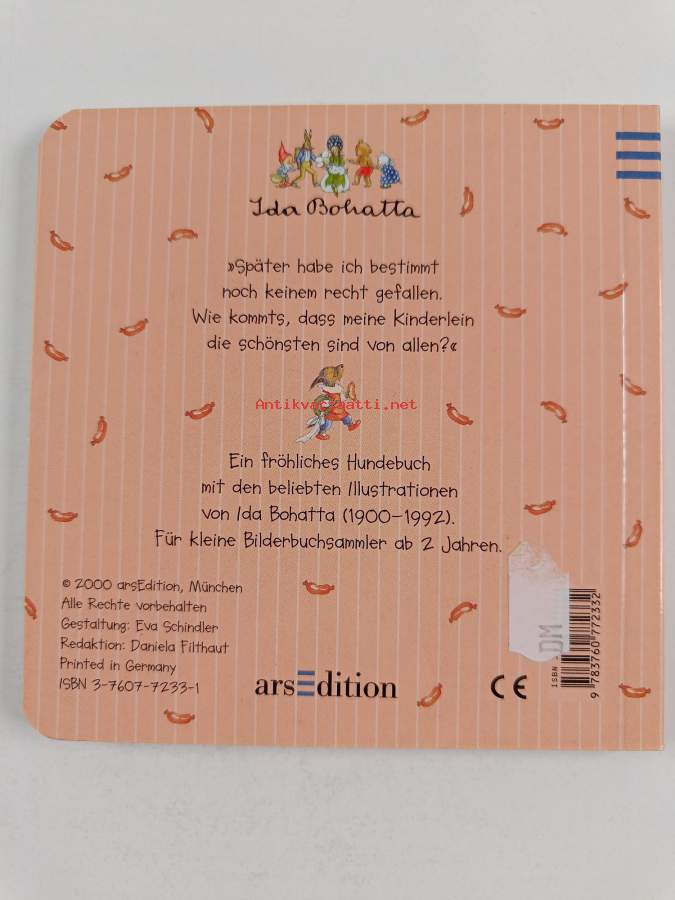 Ida Bohatta
»Später habe ich bestimmt
noch keinem recht gefallen.
Wie kommts, dass meine Kinderlein
die schönsten sind von allen?«
Antikvariaatti.net
Ein fröhliches Hundebuch
mit den beliebten Illustrationen
von Ida Bohatta (1900-1992).
Für kleine Bilderbuchsammler ab 2 Jahren.
© 2000 arsEdition, München
Alle Rechte vorbehalten
Gestaltung: Eva Schindler
Redaktion: Daniela Filthaut
Printed in Germany
ISBN 3-7607-7233-1
arsEdition
CE
DM
ISBN
9 783760 772332